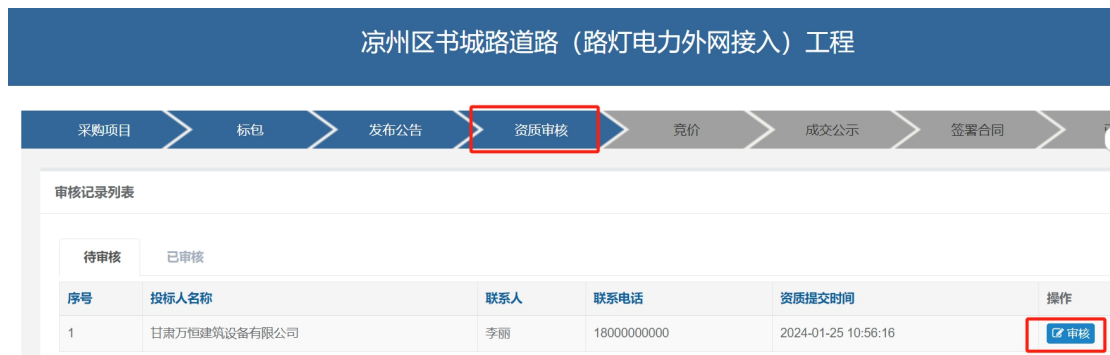 凉州区书城路道路（路灯电力外网接入）工程
采购项目 标包 发布公告 资质审核 竞价 成交公示 签署合同
审核记录列表
待审核 已审核
序号 投标人名称 联系人 联系电话 资质提交时间 操作
1 甘肃万恒建筑设备有限公司 李丽 18000000000 2024-01-25 10:56:16 审核